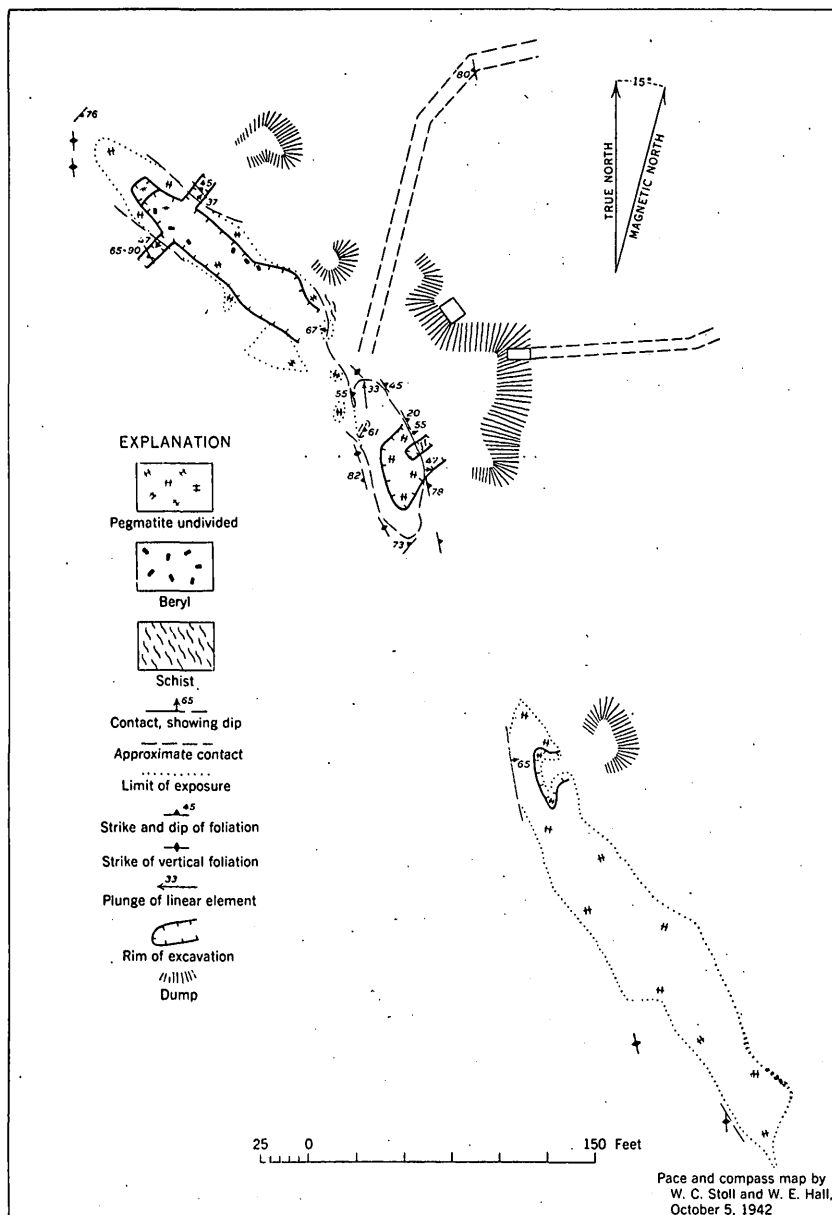 80
15°
TRUE NORTH
MAGNETIC NORTH
76
45
37
65-90
67
33
45
55
20
55
61
47
82
78
73
EXPLANATION
Pegmatite undivided
Beryl
Schist
65
Contact, showing dip
Approximate contact
Limit of exposure
45
Strike and dip of foliation
Strike of vertical foliation
33
Plunge of linear element
Rim of excavation
Dump
65
25 0 150 Feet
Pace and compass map by
W. C. Stoll and W. E. Hall,
October 5, 1942